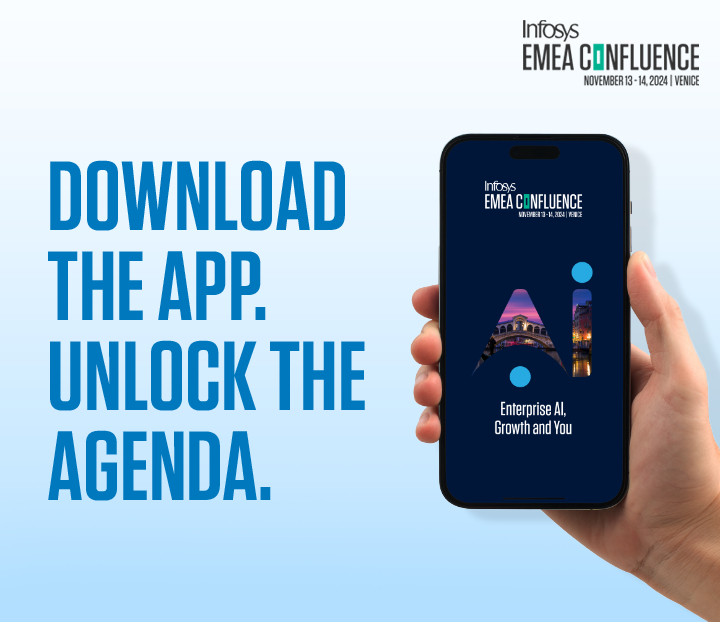 Infosys
EMEA CONFLUENCE
NOVEMBER 13 - 14, 2024 | VENICE
DOWNLOAD
THE APP.
UNLOCK THE
AGENDA.
Infosys
EMEA CONFLUENCE
NOVEMBER 13 - 14, 2024 | VENICE
Ai
Enterprise AI,
Growth and You